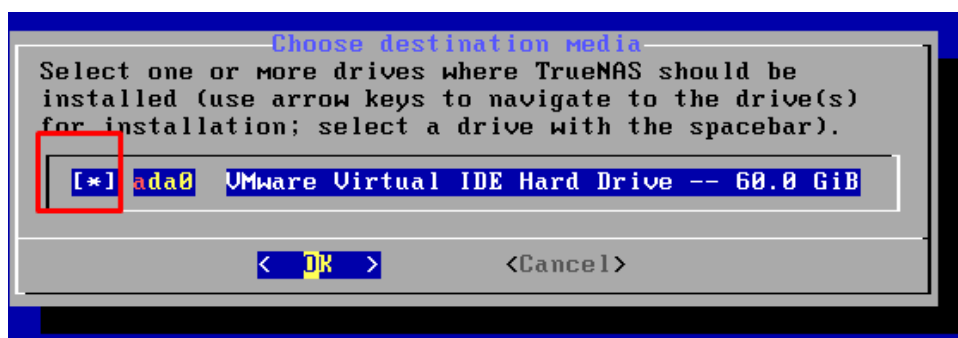 Choose destination media
Select one or more drives where TrueNAS should be
installed (use arrow keys to navigate to the drive(s)
for installation; select a drive with the spacebar).
[*] ada0 VMware Virtual IDE Hard Drive -- 60.0 GiB
< OK > <Cancel>